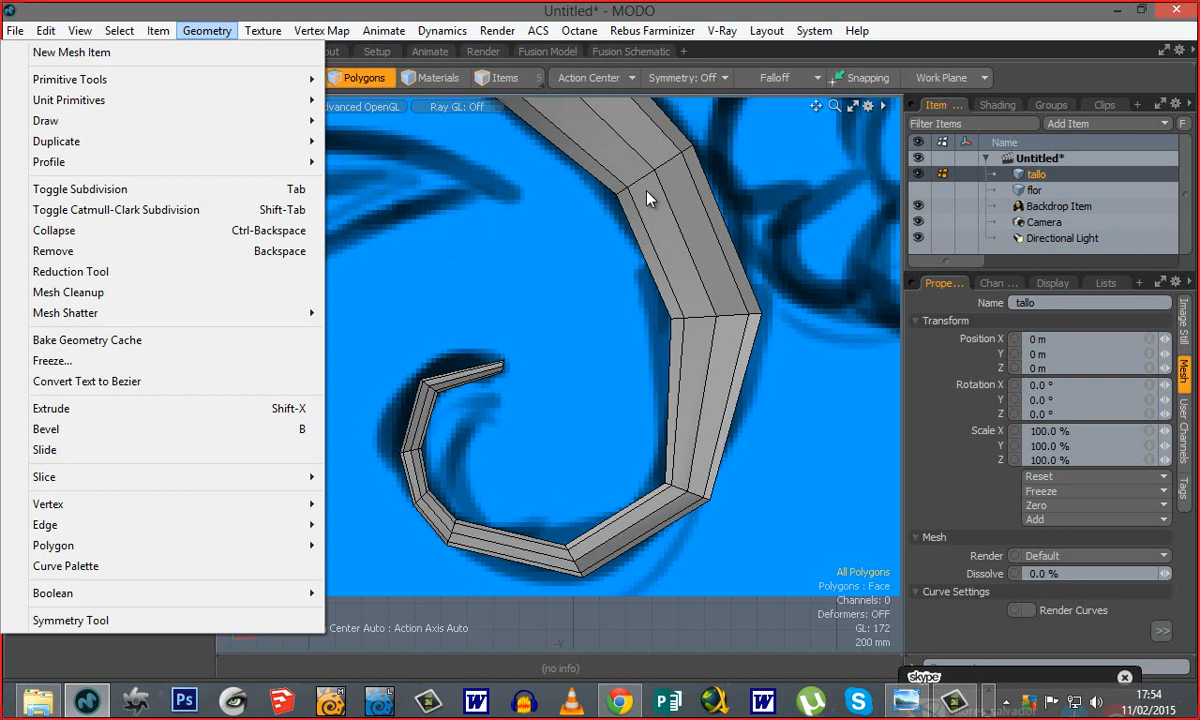 Untitled* - MODO
File Edit View Select Item Geometry Texture Vertex Map Animate Dynamics Render ACS Octane Rebus Farminizer V-Ray Layout System Help
Setup Animate Render Fusion Model Fusion Schematic +
Polygons Materials Items 5 Action Center Symmetry: Off Falloff Snapping Work Plane
New Mesh Item
Primitive Tools
Unit Primitives
Draw
Duplicate
Profile
Toggle Subdivision Tab
Toggle Catmull-Clark Subdivision Shift-Tab
Collapse Ctrl-Backspace
Remove Backspace
Reduction Tool
Mesh Cleanup
Mesh Shatter
Bake Geometry Cache
Freeze...
Convert Text to Bezier
Extrude Shift-X
Bevel B
Slide
Slice
Vertex
Edge
Polygon
Curve Palette
Boolean
Symmetry Tool
Ray GL: Off
All Polygons
Polygons : Face
Channels: 0
Deformers: OFF
GL: 172
200 mm
Center Auto : Action Axis Auto
(no info)
Item ... Shading Groups Clips +
Filter Items Add Item F
Name
Untitled*
tallo
flor
Backdrop Item
Camera
Directional Light
Prope... Chan ... Display Lists +
Name tallo
Transform
Position X 0 m
Y 0 m
Z 0 m
Rotation X 0.0 °
Y 0.0 °
Z 0.0 °
Scale X 100.0 %
Y 100.0 %
Z 100.0 %
Reset
Freeze
Zero
Add
Mesh
Render Default
Dissolve 0.0 %
Curve Settings
Render Curves
>>
Image Still
Mesh
User Channels
Tags
skype
17:54
11/02/2015